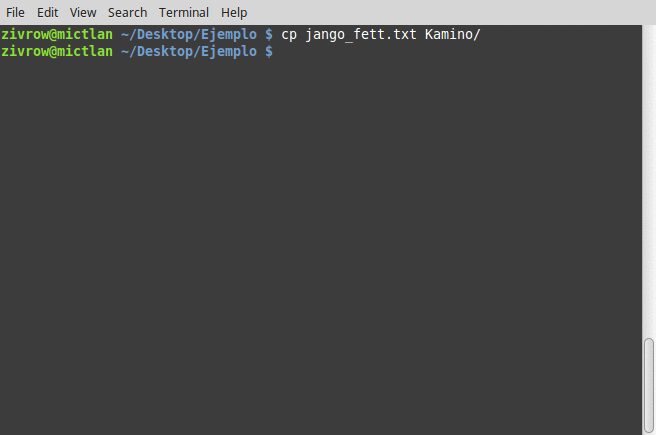 File Edit View Search Terminal Help
zivrow@mictlan ~/Desktop/Ejemplo $ cp jango_fett.txt Kamino/
zivrow@mictlan ~/Desktop/Ejemplo $